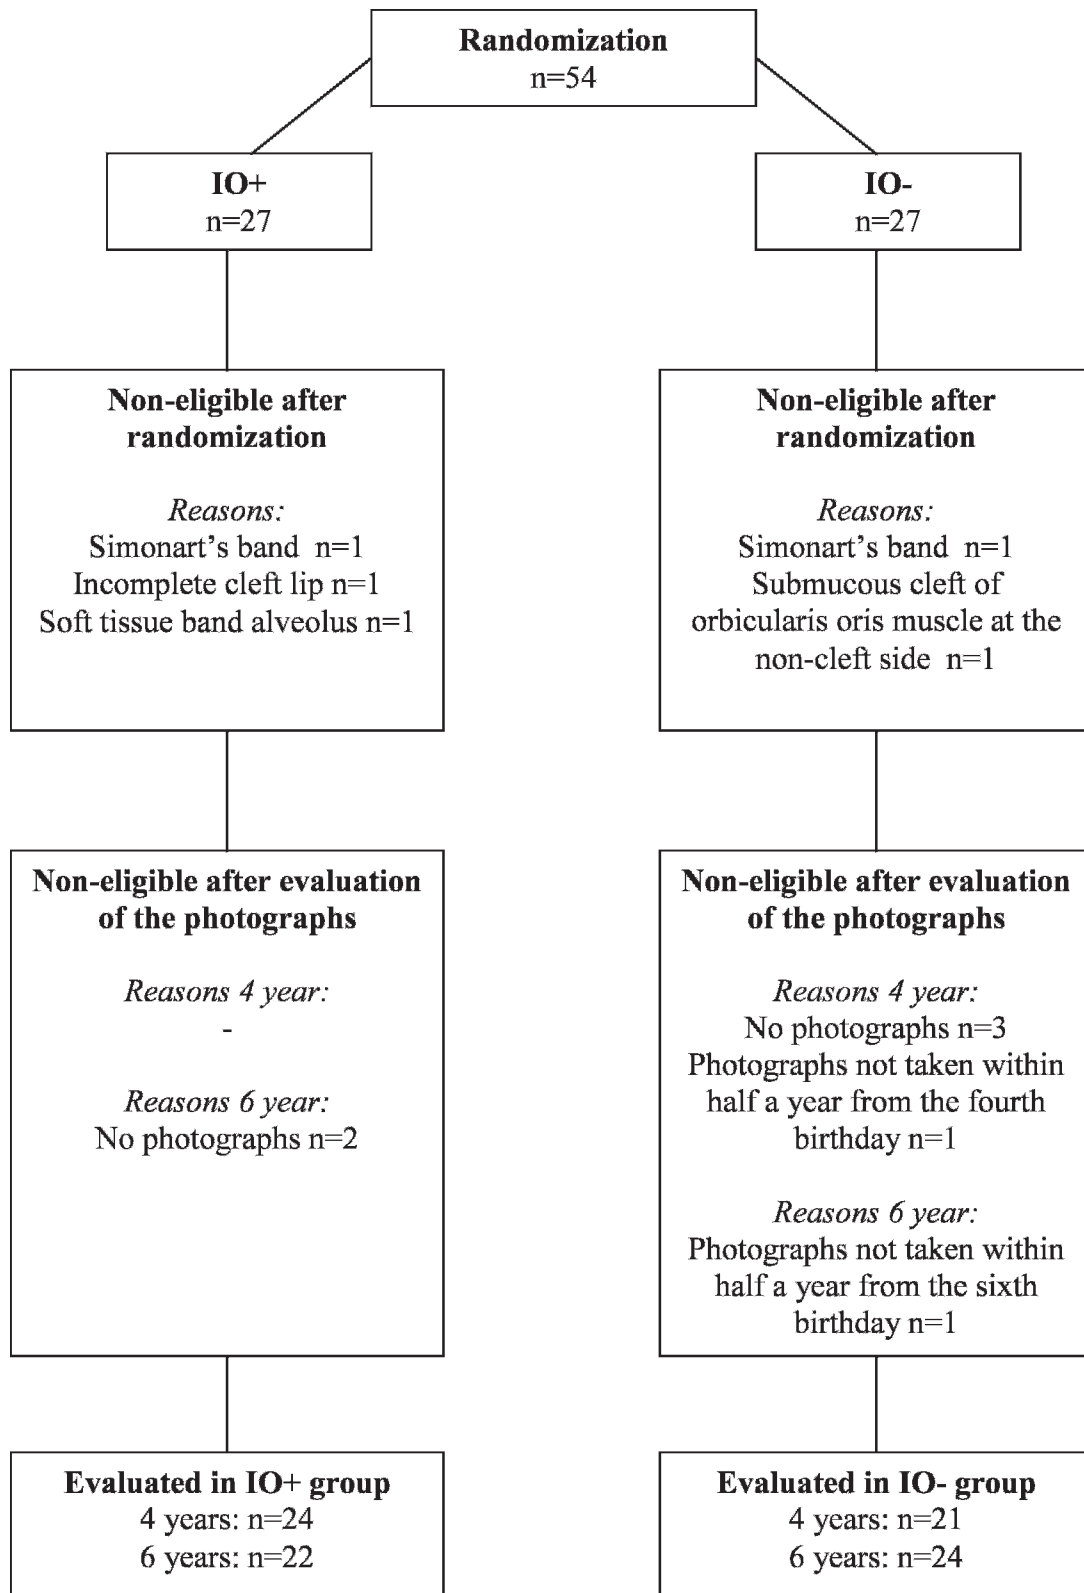 Randomization
n=54
IO+
n=27
IO-
n=27
Non-eligible after
randomization
Reasons:
Simonart’s band n=1
Incomplete cleft lip n=1
Soft tissue band alveolus n=1
Non-eligible after
randomization
Reasons:
Simonart’s band n=1
Submucous cleft of
orbicularis oris muscle at the
non-cleft side n=1
Non-eligible after evaluation
of the photographs
Reasons 4 year:
-
Reasons 6 year:
No photographs n=2
Non-eligible after evaluation
of the photographs
Reasons 4 year:
No photographs n=3
Photographs not taken within
half a year from the fourth
birthday n=1
Reasons 6 year:
Photographs not taken within
half a year from the sixth
birthday n=1
Evaluated in IO+ group
4 years: n=24
6 years: n=22
Evaluated in IO- group
4 years: n=21
6 years: n=24